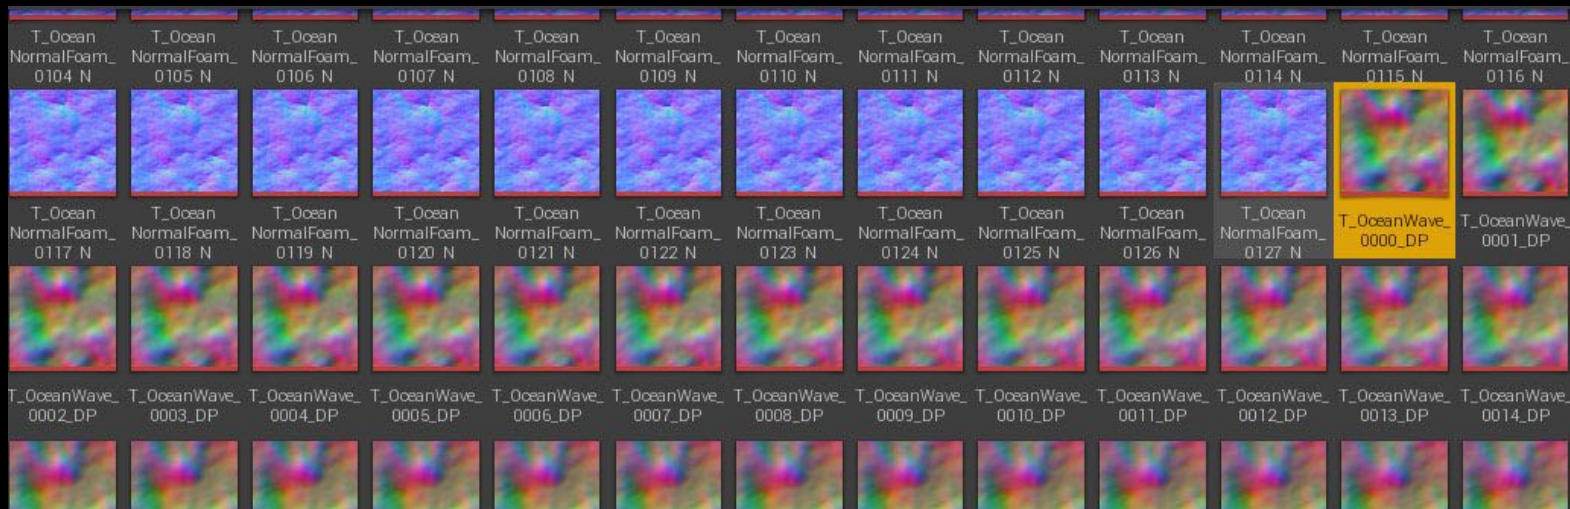 T_Ocean NormalFoam_ 0104_N
T_Ocean NormalFoam_ 0105_N
T_Ocean NormalFoam_ 0106_N
T_Ocean NormalFoam_ 0107_N
T_Ocean NormalFoam_ 0108_N
T_Ocean NormalFoam_ 0109_N
T_Ocean NormalFoam_ 0110_N
T_Ocean NormalFoam_ 0111_N
T_Ocean NormalFoam_ 0112_N
T_Ocean NormalFoam_ 0113_N
T_Ocean NormalFoam_ 0114_N
T_Ocean NormalFoam_ 0115_N
T_Ocean NormalFoam_ 0116_N
T_Ocean NormalFoam_ 0117_N
T_Ocean NormalFoam_ 0118_N
T_Ocean NormalFoam_ 0119_N
T_Ocean NormalFoam_ 0120_N
T_Ocean NormalFoam_ 0121_N
T_Ocean NormalFoam_ 0122_N
T_Ocean NormalFoam_ 0123_N
T_Ocean NormalFoam_ 0124_N
T_Ocean NormalFoam_ 0125_N
T_Ocean NormalFoam_ 0126_N
T_Ocean NormalFoam_ 0127_N
T_OceanWave_ 0000_DP
T_OceanWave_ 0001_DP
T_OceanWave_ 0002_DP
T_OceanWave_ 0003_DP
T_OceanWave_ 0004_DP
T_OceanWave_ 0005_DP
T_OceanWave_ 0006_DP
T_OceanWave_ 0007_DP
T_OceanWave_ 0008_DP
T_OceanWave_ 0009_DP
T_OceanWave_ 0010_DP
T_OceanWave_ 0011_DP
T_OceanWave_ 0012_DP
T_OceanWave_ 0013_DP
T_OceanWave_ 0014_DP